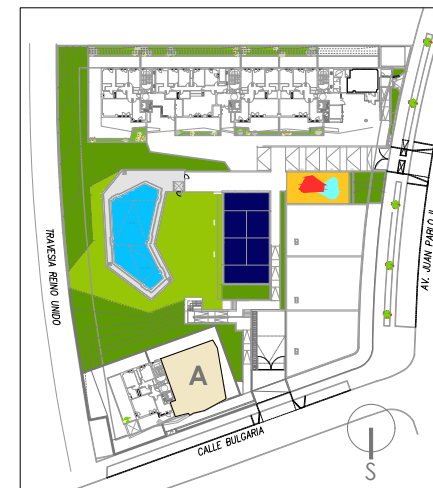 TRAVESIA REINO UNIDO
AV. JUAN PABLO II
A
CALLE BULGARIA
S